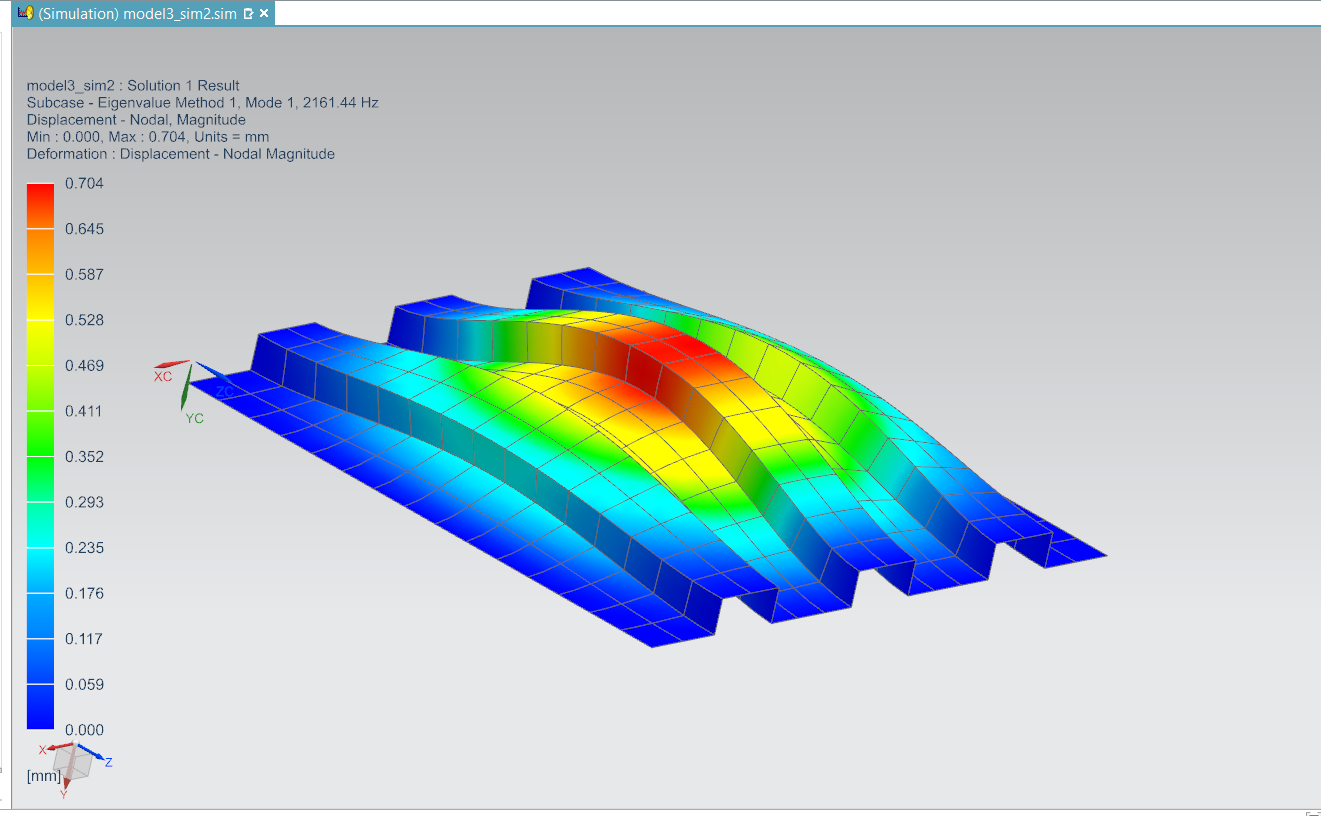 (Simulation) model3_sim2.sim
model3_sim2 : Solution 1 Result
Subcase - Eigenvalue Method 1, Mode 1, 2161.44 Hz
Displacement - Nodal, Magnitude
Min : 0.000, Max : 0.704, Units = mm
Deformation : Displacement - Nodal Magnitude
0.704
0.645
0.587
0.528
0.469
0.411
0.352
0.293
0.235
0.176
0.117
0.059
0.000
[mm]
XC
ZC
YC
X
Z
Y